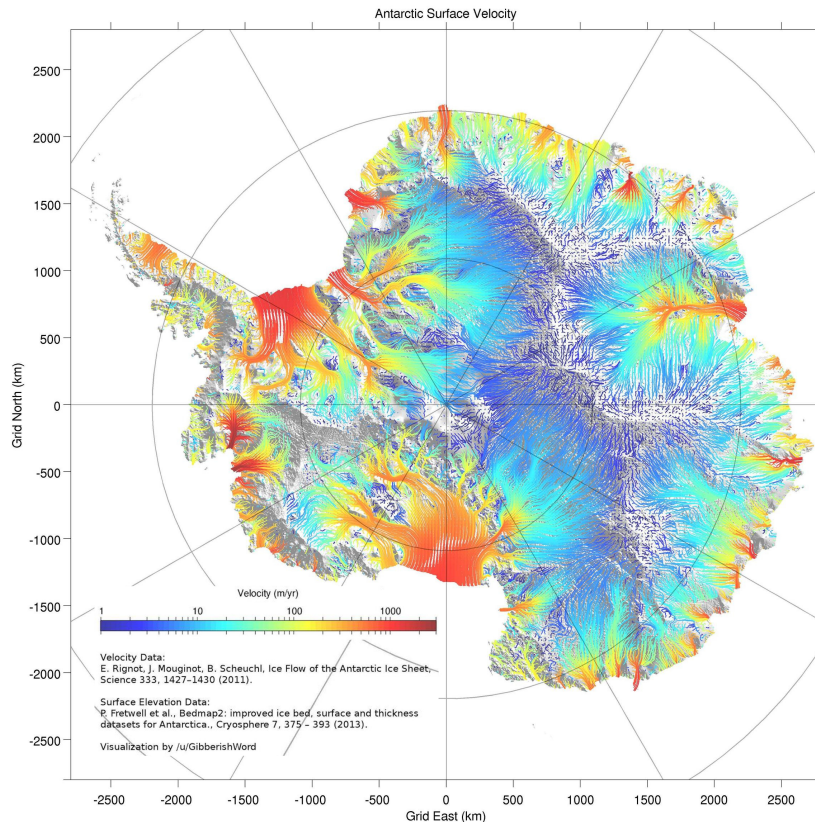 Antarctic Surface Velocity
2500
2000
1500
1000
500
0
-500
-1000
-1500
-2000
-2500
Grid North (km)
Velocity (m/yr)
1 10 100 1000
Velocity Data:
E. Rignot, J. Mouginot, B. Scheuchl, Ice Flow of the Antarctic Ice Sheet,
Science 333, 1427–1430 (2011).
Surface Elevation Data:
P. Fretwell et al., Bedmap2: improved ice bed, surface and thickness
datasets for Antarctica., Cryosphere 7, 375 – 393 (2013).
Visualization by /u/GibberishWord
-2500 -2000 -1500 -1000 -500 0 500 1000 1500 2000 2500
Grid East (km)